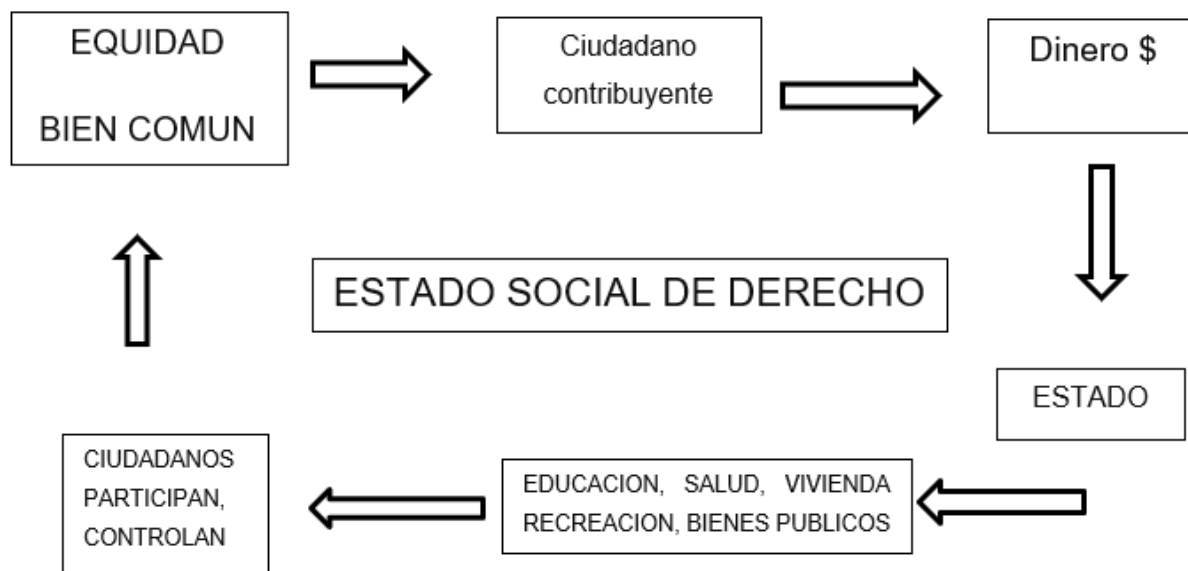 EQUIDAD
BIEN COMUN
Ciudadano
contribuyente
Dinero $
ESTADO SOCIAL DE DERECHO
ESTADO
EDUCACION, SALUD, VIVIENDA
RECREACION, BIENES PUBLICOS
CIUDADANOS
PARTICIPAN,
CONTROLAN